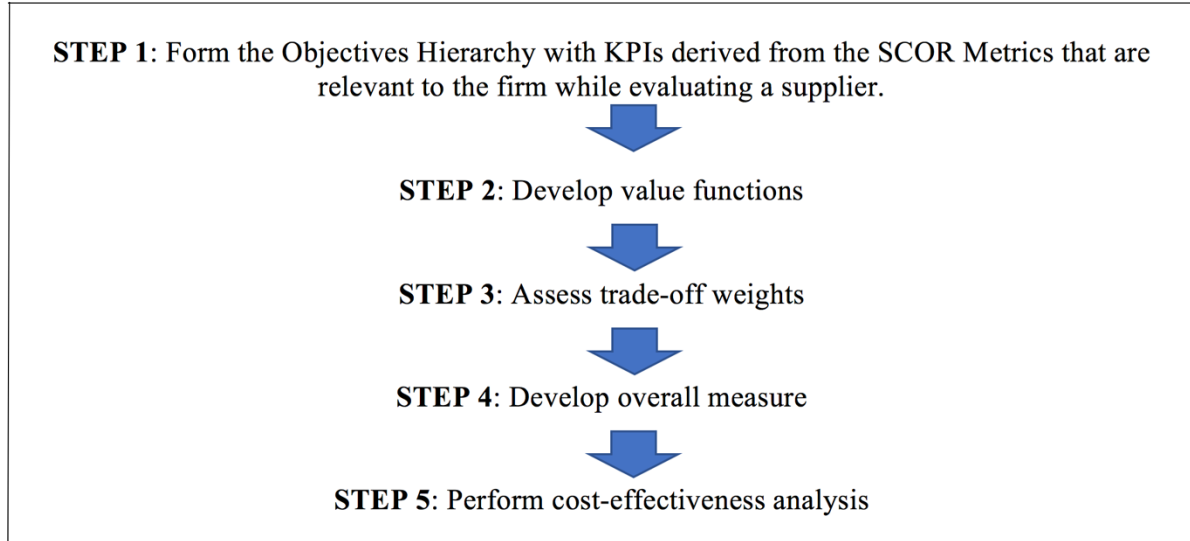 STEP 1: Form the Objectives Hierarchy with KPIs derived from the SCOR Metrics that are
relevant to the firm while evaluating a supplier.
STEP 2: Develop value functions
STEP 3: Assess trade-off weights
STEP 4: Develop overall measure
STEP 5: Perform cost-effectiveness analysis